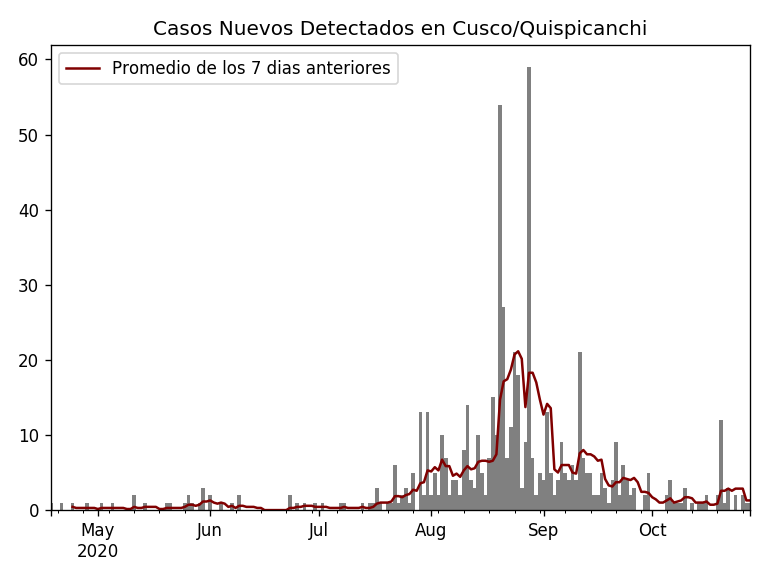 Casos Nuevos Detectados en Cusco/Quispicanchi
Promedio de los 7 dias anteriores
60
50
40
30
20
10
0
May Jun Jul Aug Sep Oct
2020